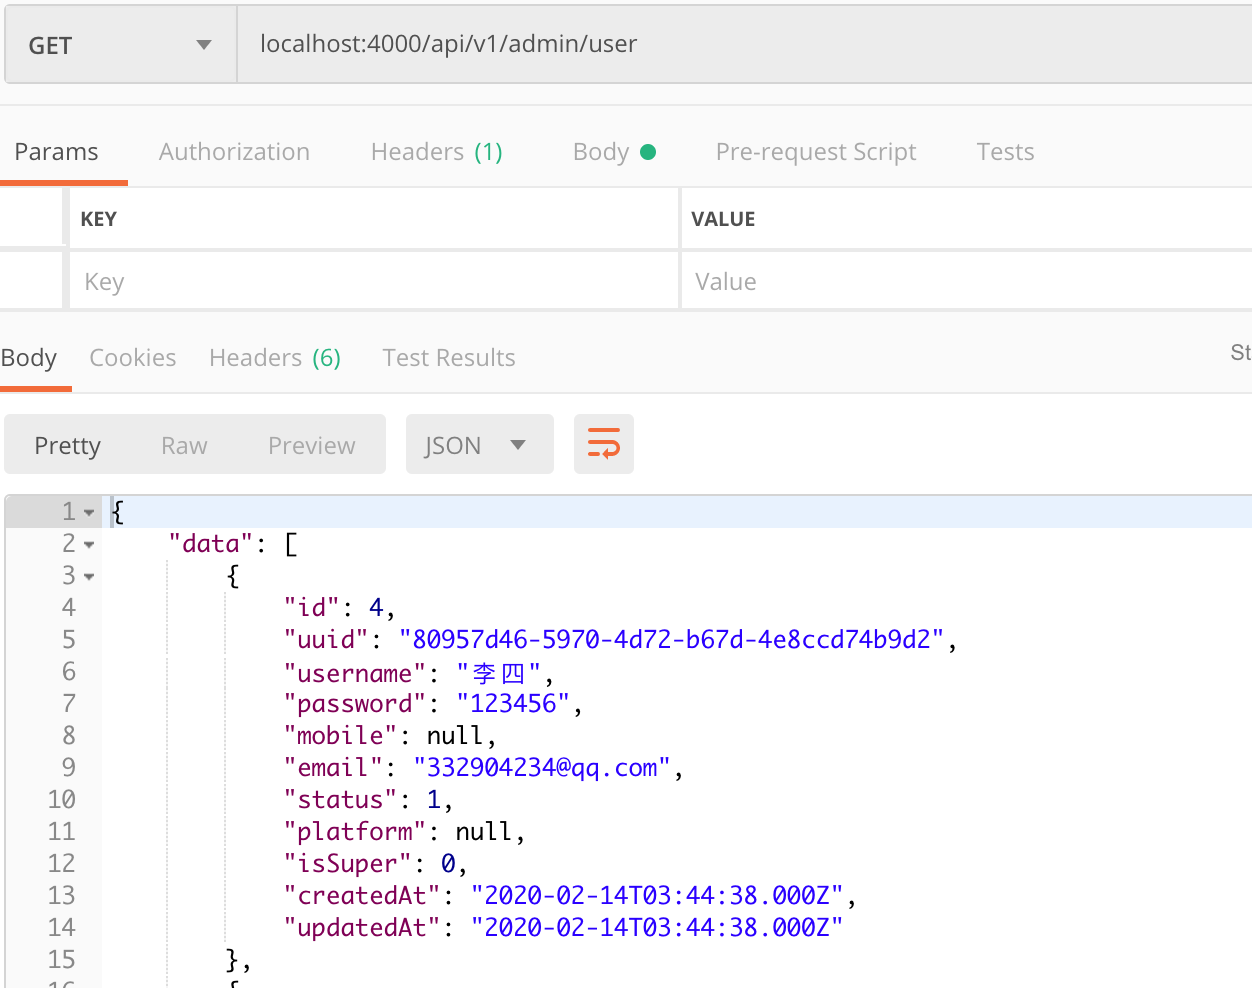 GET localhost:4000/api/v1/admin/user
Params Authorization Headers (1) Body Pre-request Script Tests
KEY VALUE
Key Value
Body Cookies Headers (6) Test Results St
Pretty Raw Preview JSON
1 {
2 "data": [
3 {
4 "id": 4,
5 "uuid": "80957d46-5970-4d72-b67d-4e8ccd74b9d2",
6 "username": "李四",
7 "password": "123456",
8 "mobile": null,
9 "email": "332904234@qq.com",
10 "status": 1,
11 "platform": null,
12 "isSuper": 0,
13 "createdAt": "2020-02-14T03:44:38.000Z",
14 "updatedAt": "2020-02-14T03:44:38.000Z"
15 },
16 {